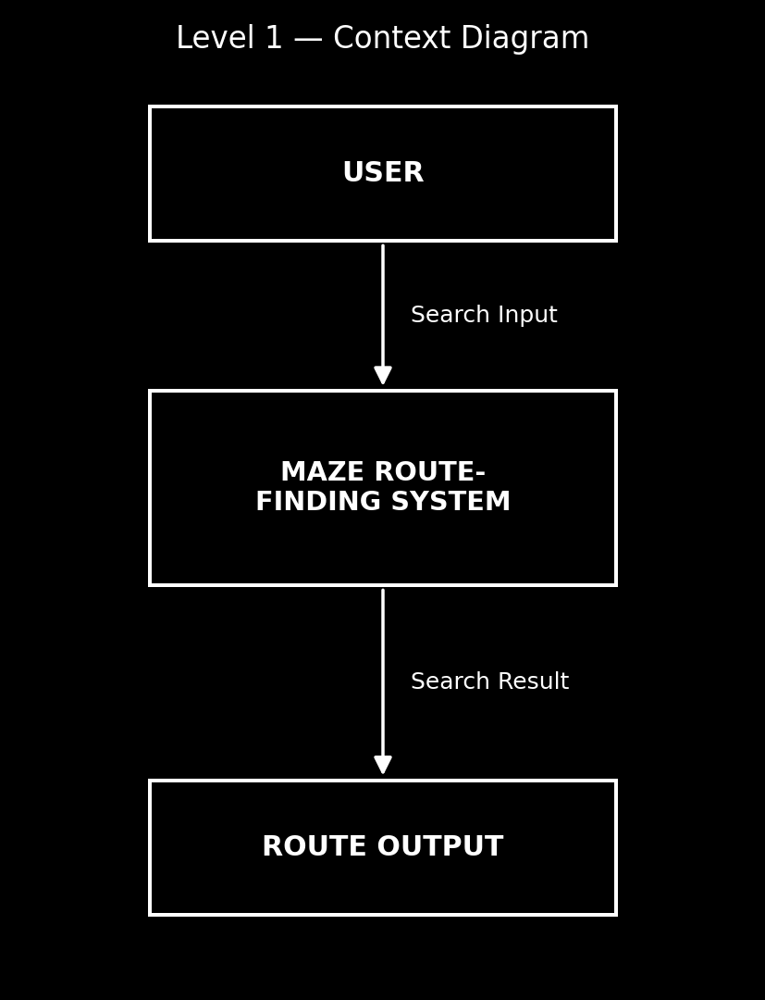 Level 1 — Context Diagram
USER
Search Input
MAZE ROUTE-
FINDING SYSTEM
Search Result
ROUTE OUTPUT